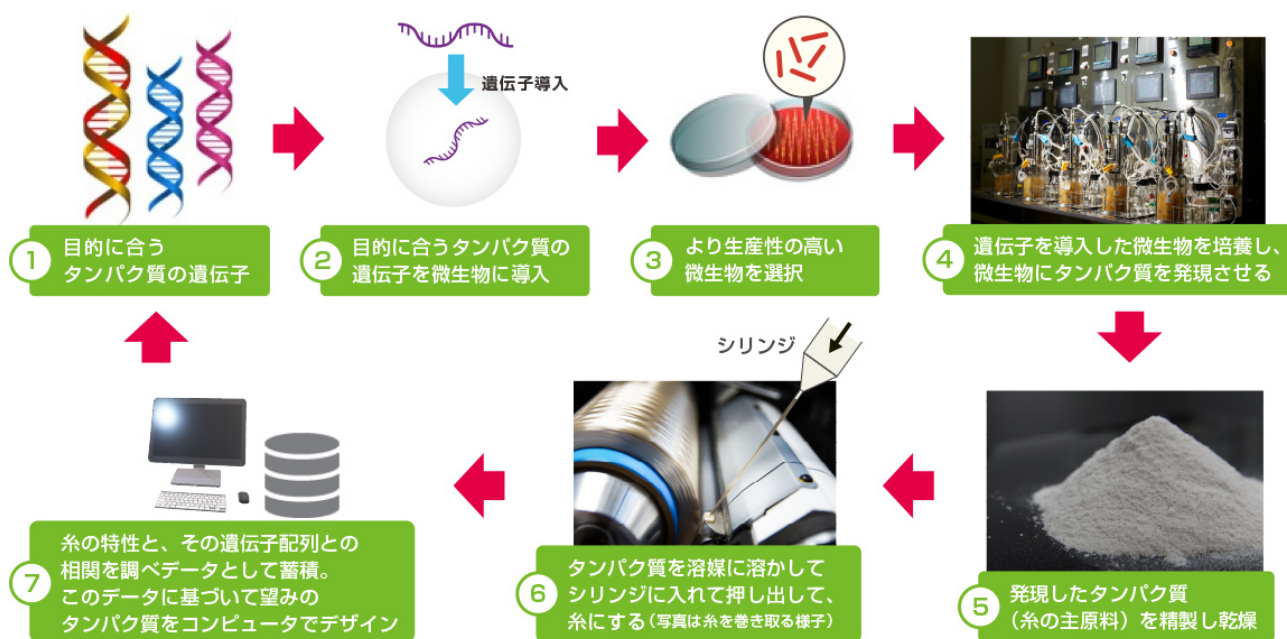 遺伝子導入
1 目的に合う
タンパク質の遺伝子
2 目的に合うタンパク質の
遺伝子を微生物に導入
3 より生産性の高い
微生物を選択
4 遺伝子を導入した微生物を培養し、
微生物にタンパク質を発現させる
5 発現したタンパク質
（糸の主原料）を精製し乾燥
シリンジ
6 タンパク質を溶媒に溶かして
シリンジに入れて押し出して、
糸にする（写真は糸を巻き取る様子）
7 糸の特性と、その遺伝子配列との
相関を調べデータとして蓄積。
このデータに基づいて望みの
タンパク質をコンピュータでデザイン